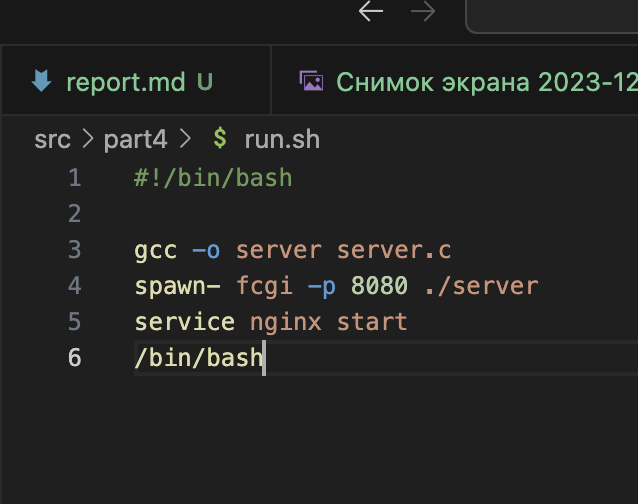 report.md U Снимок экрана 2023-12
src > part4 > $ run.sh
1 #!/bin/bash
2
3 gcc -o server server.c
4 spawn- fcgi -p 8080 ./server
5 service nginx start
6 /bin/bash